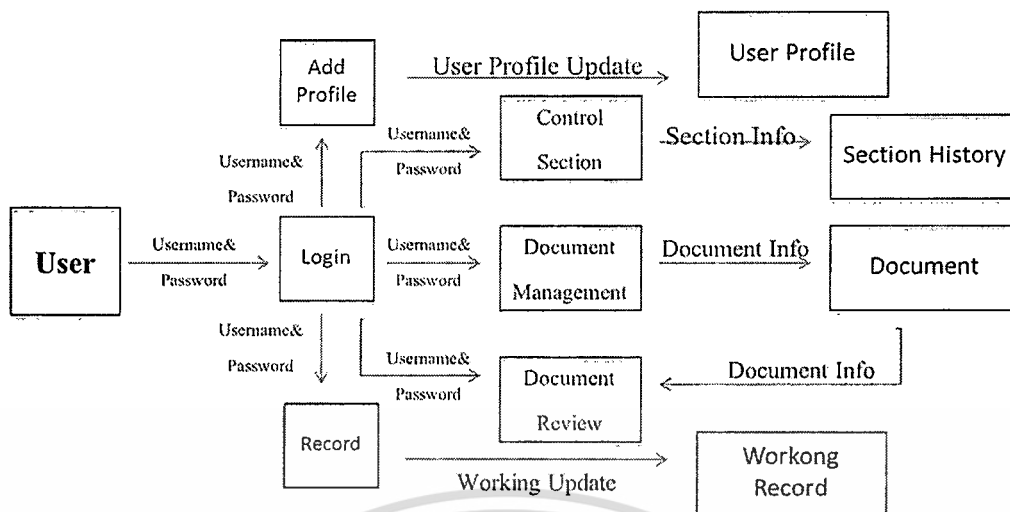 Add
Profile
User Profile Update
User Profile
Username&
Password
Username&
Password
Control
Section
Section Info
Section History
User
Username&
Password
Login
Username&
Password
Document
Management
Document Info
Document
Username&
Password
Username&
Password
Document
Review
Document Info
Record
Working Update
Workong
Record